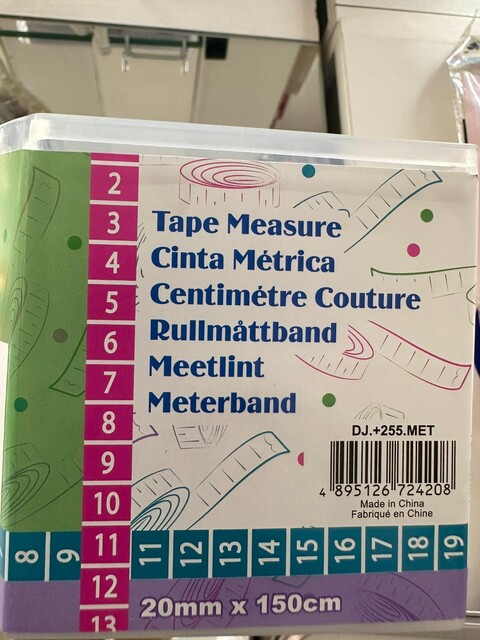 2
3
4
5
6
7
8
9
10
11
12
13
Tape Measure
Cinta Métrica
Centimétre Couture
Rullmåttband
Meetlint
Meterband
DJ.+255.MET
4 895126 724208
Made in China
Fabriqué en Chine
8 9 11 12 13 14 15 16 17 18 19
20mm x 150cm